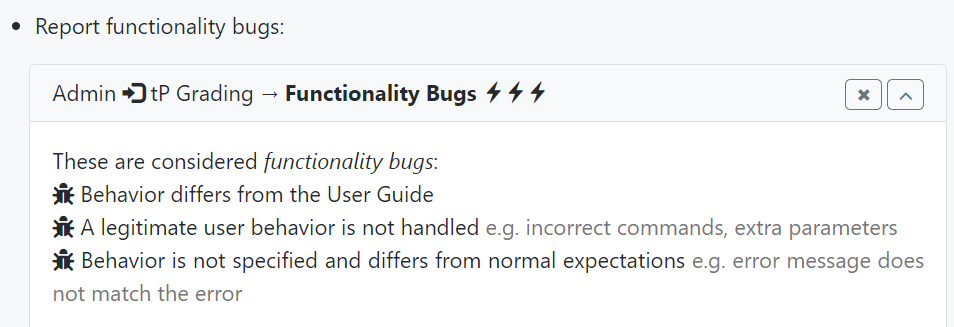 Report functionality bugs:
Admin tP Grading → Functionality Bugs
These are considered functionality bugs:
Behavior differs from the User Guide
A legitimate user behavior is not handled e.g. incorrect commands, extra parameters
Behavior is not specified and differs from normal expectations e.g. error message does
not match the error